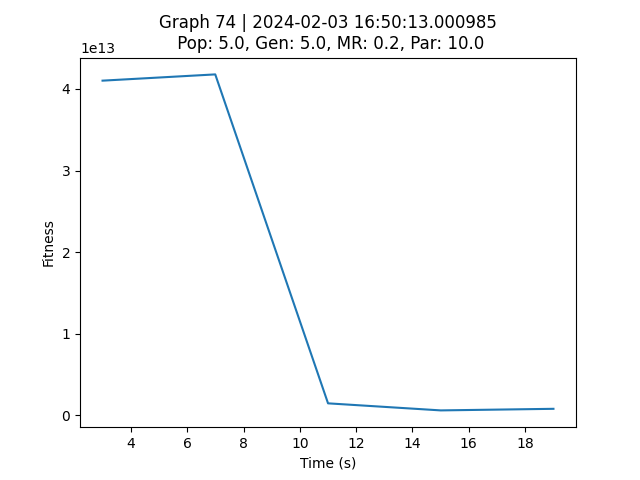 Graph 74 | 2024-02-03 16:50:13.000985
Pop: 5.0, Gen: 5.0, MR: 0.2, Par: 10.0
1e13
4
3
2
1
0
Fitness
4 6 8 10 12 14 16 18
Time (s)